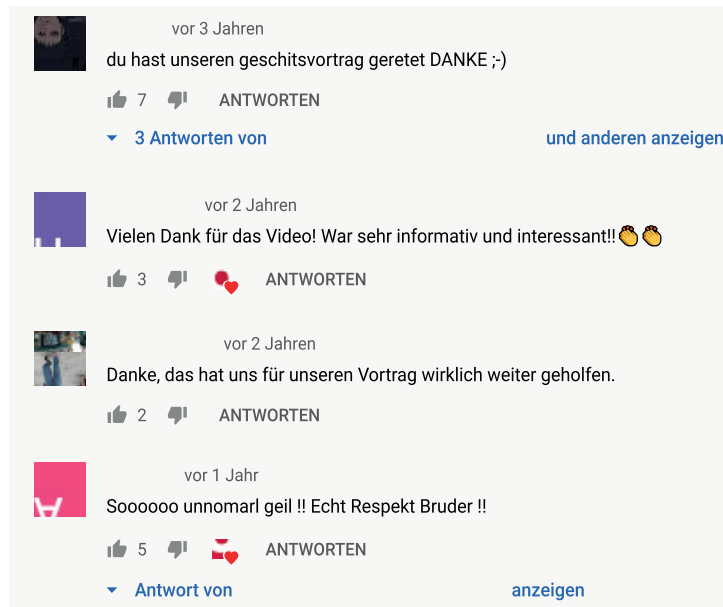 vor 3 Jahren
du hast unseren geschitsvortrag geretet DANKE ;-)
7 ANTWORTEN
3 Antworten von und anderen anzeigen
vor 2 Jahren
Vielen Dank für das Video! War sehr informativ und interessant!!👏👏
3 ANTWORTEN
vor 2 Jahren
Danke, das hat uns für unseren Vortrag wirklich weiter geholfen.
2 ANTWORTEN
vor 1 Jahr
Soooooo unnomarl geil !! Echt Respekt Bruder !!
5 ANTWORTEN
Antwort von anzeigen